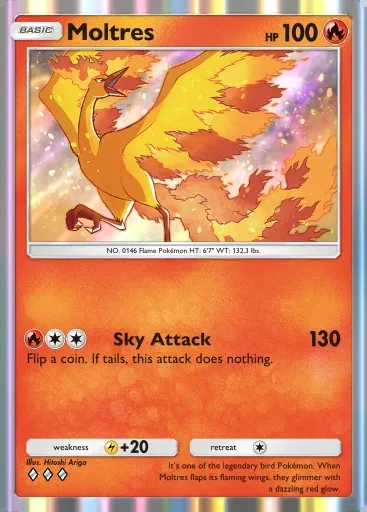 BASIC Moltres HP 100
NO. 0146 Flame Pokémon HT: 6'7" WT: 132.3 lbs.
Sky Attack 130
Flip a coin. If tails, this attack does nothing.
weakness +20 retreat
Illus. Hitoshi Ariga
It's one of the legendary bird Pokémon. When
Moltres flaps its flaming wings, they glimmer with
a dazzling red glow.